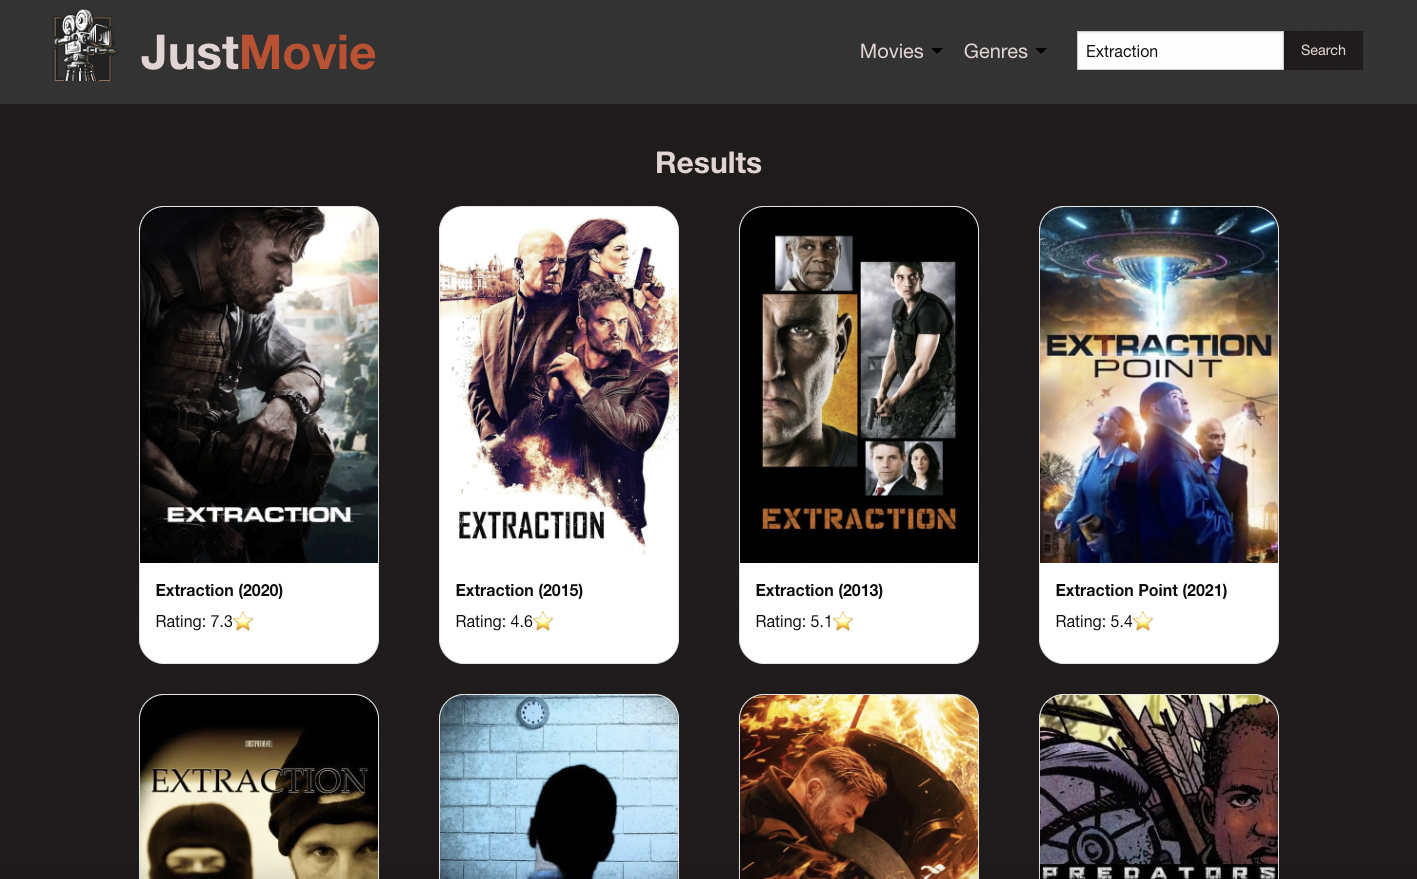 JustMovie
Movies Genres Extraction Search
Results
EXTRACTION
EXTRACTION
EXTRACTION
EXTRACTION
POINT
Extraction (2020)
Rating: 7.3
Extraction (2015)
Rating: 4.6
Extraction (2013)
Rating: 5.1
Extraction Point (2021)
Rating: 5.4
EXTRACTION
PREDATORS